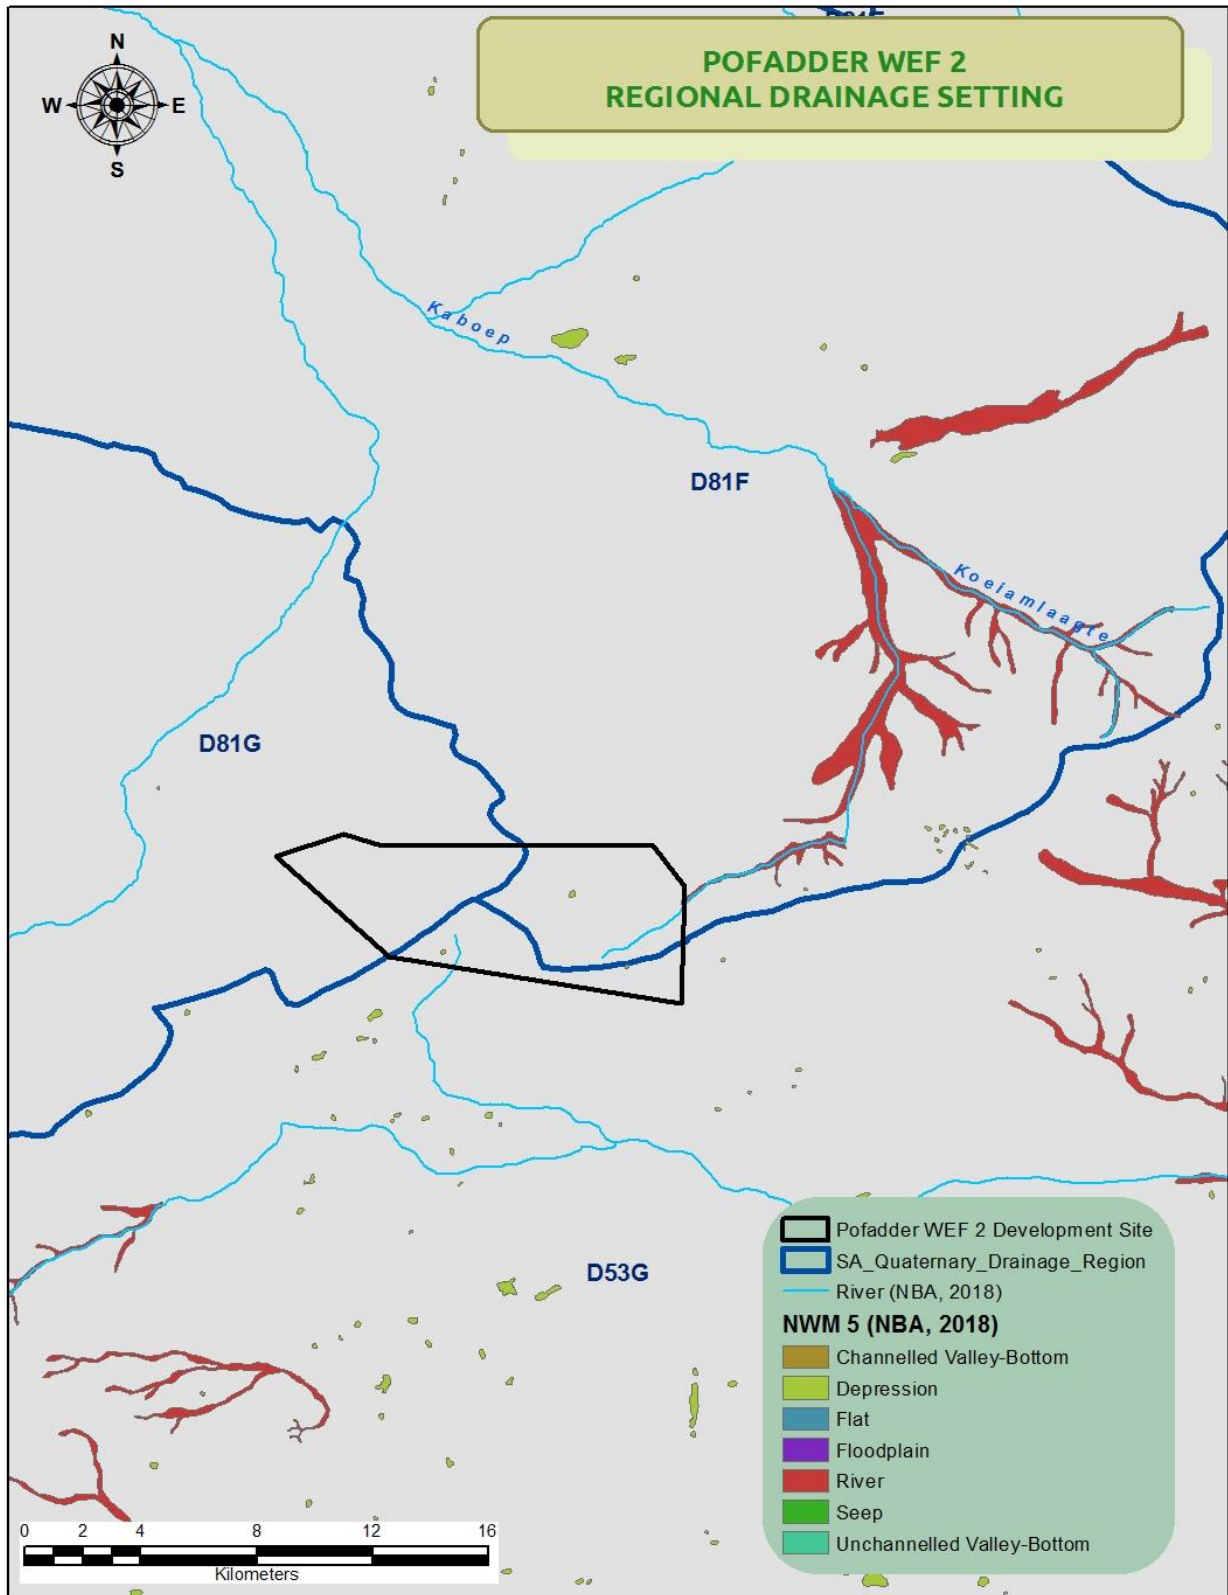 POFADDER WEF 2
REGIONAL DRAINAGE SETTING
N
W
E
S
Kaboep
D81F
Koeiamlaagte
D81G
D53G
Pofadder WEF 2 Development Site
SA_Quaternary_Drainage_Region
River (NBA, 2018)
NWM 5 (NBA, 2018)
Channelled Valley-Bottom
Depression
Flat
Floodplain
River
Seep
Unchannelled Valley-Bottom
0 2 4 8 12 16
Kilometers